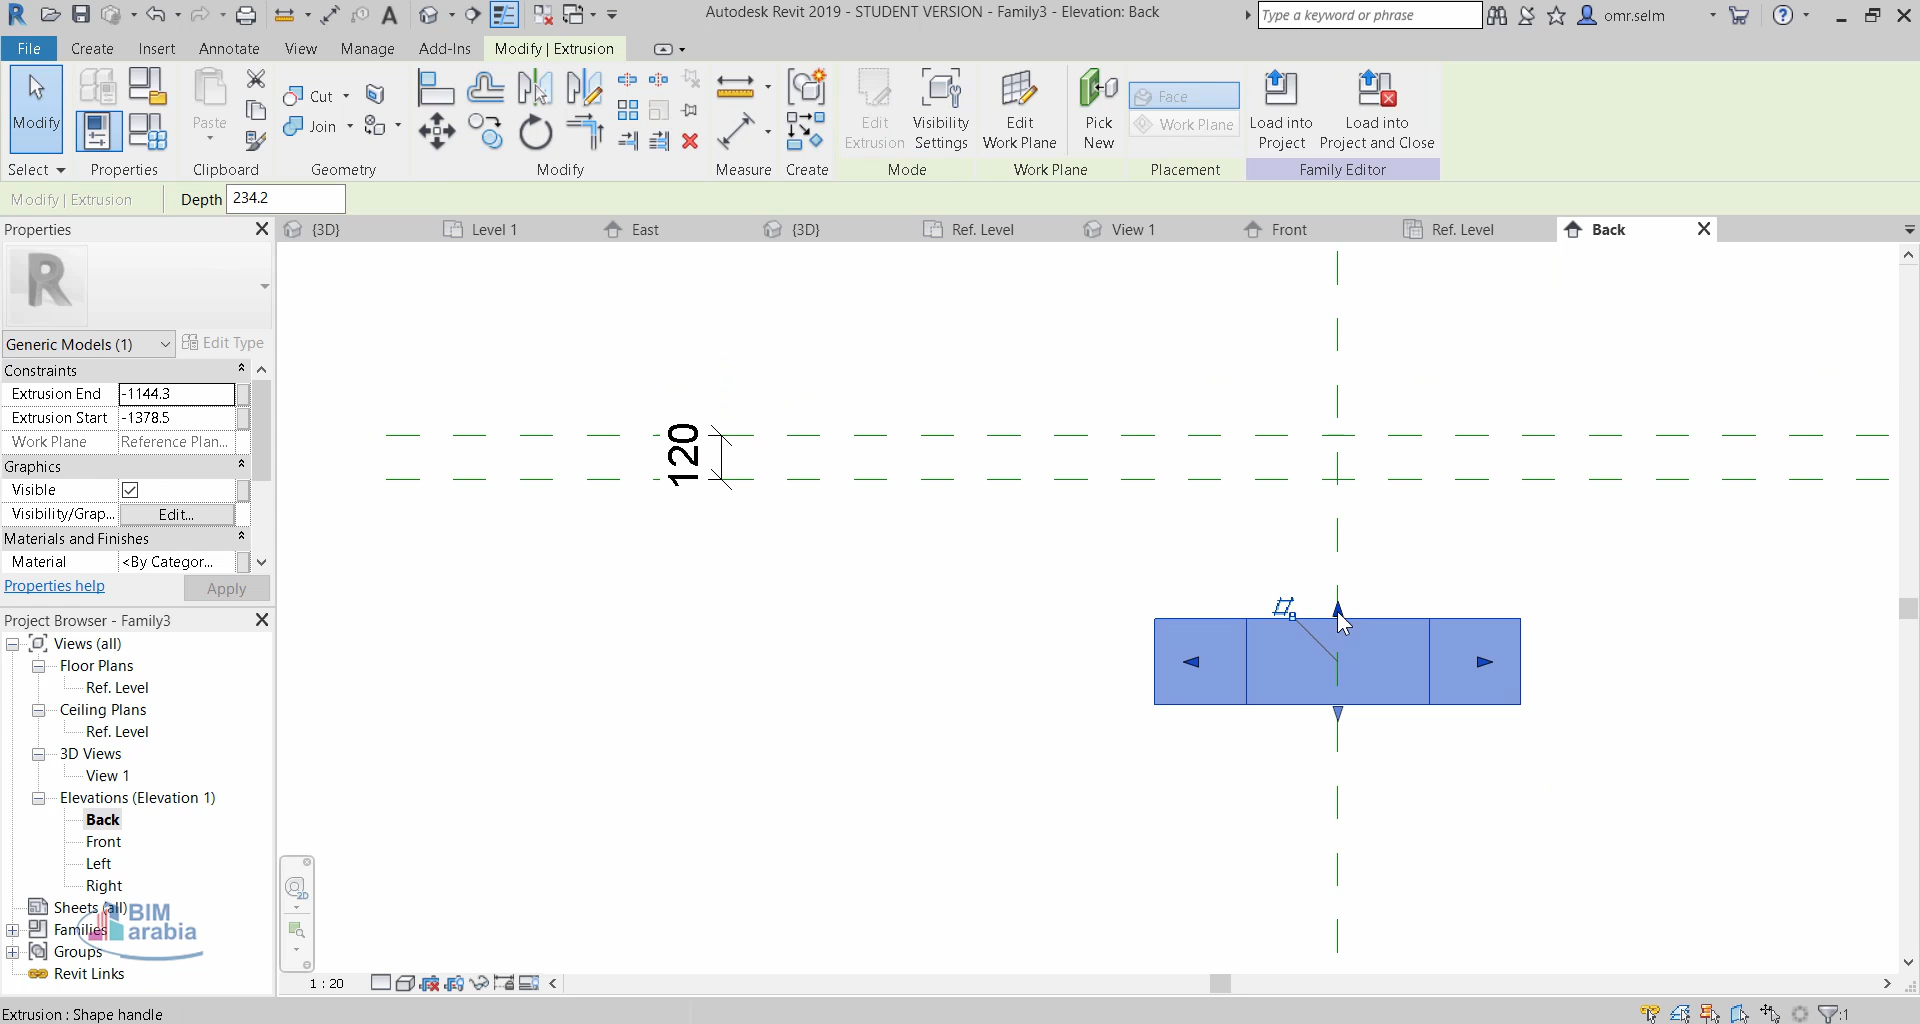 Autodesk Revit 2019 - STUDENT VERSION - Family3 - Elevation: Back
Type a keyword or phrase
omr.selm
File
Create
Insert
Annotate
View
Manage
Add-Ins
Modify | Extrusion
Modify
Paste
Cut
Join
Edit
Extrusion
Visibility
Settings
Edit
Work Plane
Pick
New
Face
Work Plane
Load into
Project
Load into
Project and Close
Select
Properties
Clipboard
Geometry
Modify
Measure
Create
Mode
Work Plane
Placement
Family Editor
Modify | Extrusion
Depth
234.2
Properties
{3D}
Level 1
East
{3D}
Ref. Level
View 1
Front
Ref. Level
Back
Generic Models (1)
Edit Type
Constraints
Extrusion End
-1144.3
Extrusion Start
-1378.5
Work Plane
Reference Plan...
Graphics
Visible
Visibility/Grap...
Edit...
Materials and Finishes
Material
<By Categor...
Properties help
Apply
120
Project Browser - Family3
Views (all)
Floor Plans
Ref. Level
Ceiling Plans
Ref. Level
3D Views
View 1
Elevations (Elevation 1)
Back
Front
Left
Right
Sheets (all)
Families
Groups
Revit Links
BIM
arabia
2D
1 : 20
Extrusion : Shape handle
:1